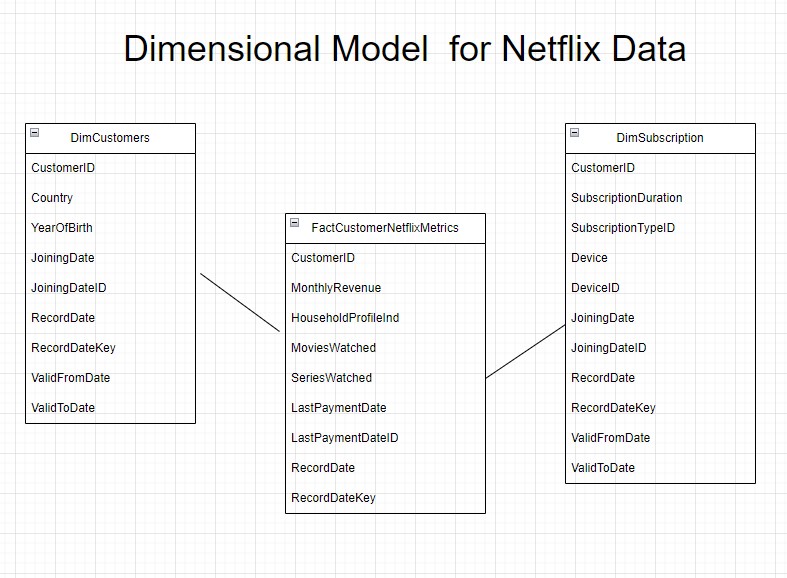 Dimensional Model  for Netflix Data
DimCustomers
CustomerID
Country
YearOfBirth
JoiningDate
JoiningDateID
RecordDate
RecordDateKey
ValidFromDate
ValidToDate
FactCustomerNetflixMetrics
CustomerID
MonthlyRevenue
HouseholdProfileInd
MoviesWatched
SeriesWatched
LastPaymentDate
LastPaymentDateID
RecordDate
RecordDateKey
DimSubscription
CustomerID
SubscriptionDuration
SubscriptionTypeID
Device
DeviceID
JoiningDate
JoiningDateID
RecordDate
RecordDateKey
ValidFromDate
ValidToDate